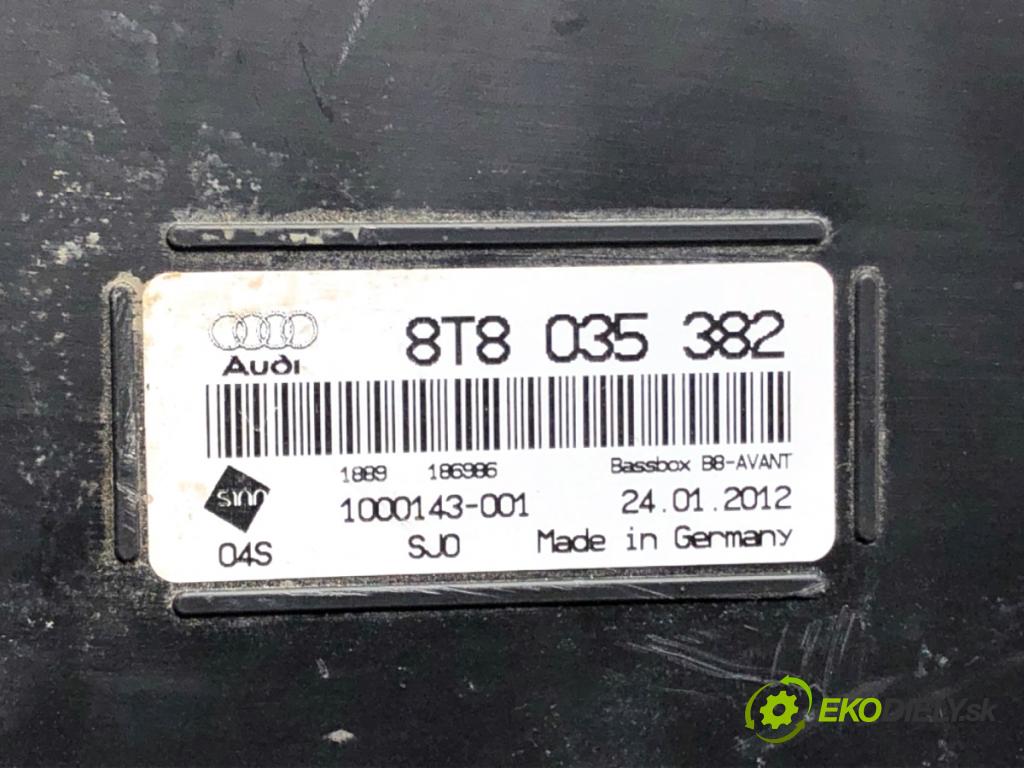 Audi
8T8 035 382
1889 186986 Bassbox B8-AVANT
sinn
1000143-001 24.01.2012
04S SJ0 Made in Germany
EKODIELY.sk